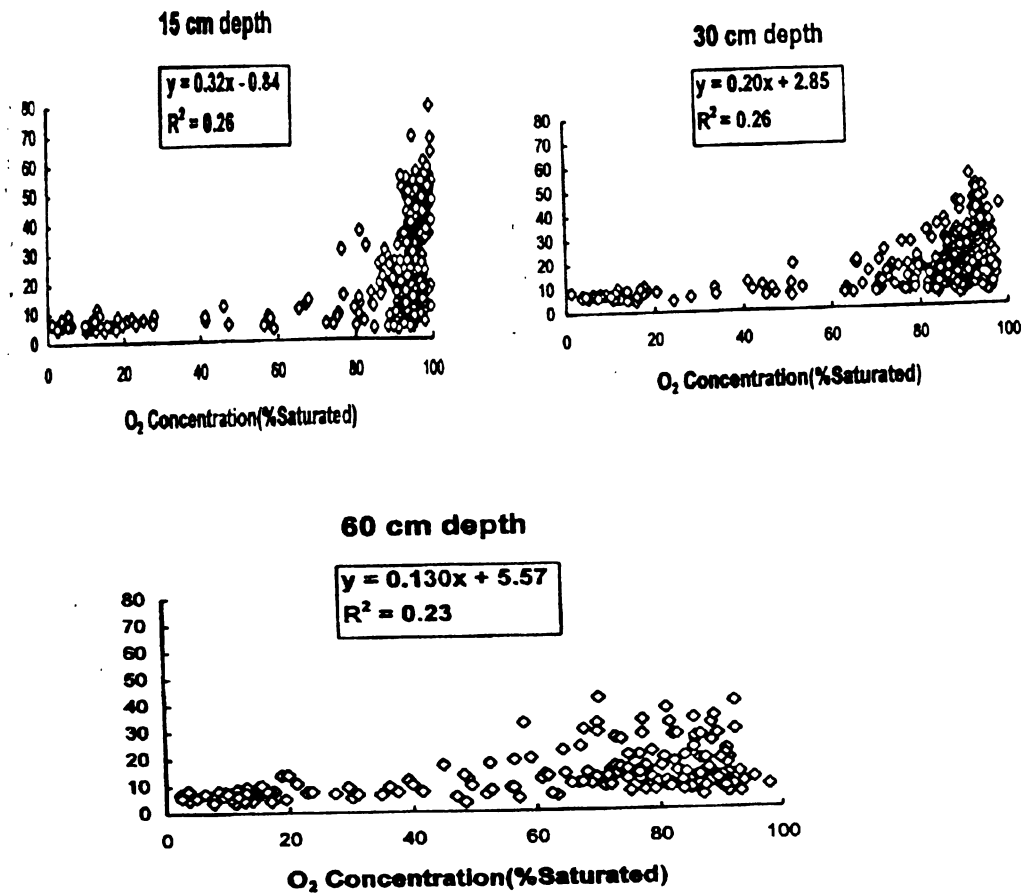 15 cm depth
y = 0.32x - 0.84
R² = 0.26
80
70
60
50
40
30
20
10
0
0 20 40 60 80 100
O₂ Concentration(%Saturated)
30 cm depth
y = 0.20x + 2.85
R² = 0.26
80
70
60
50
40
30
20
10
0
0 20 40 60 80 100
O₂ Concentration(%Saturated)
60 cm depth
y = 0.130x + 5.57
R² = 0.23
80
70
60
50
40
30
20
10
0
0 20 40 60 80 100
O₂ Concentration(%Saturated)